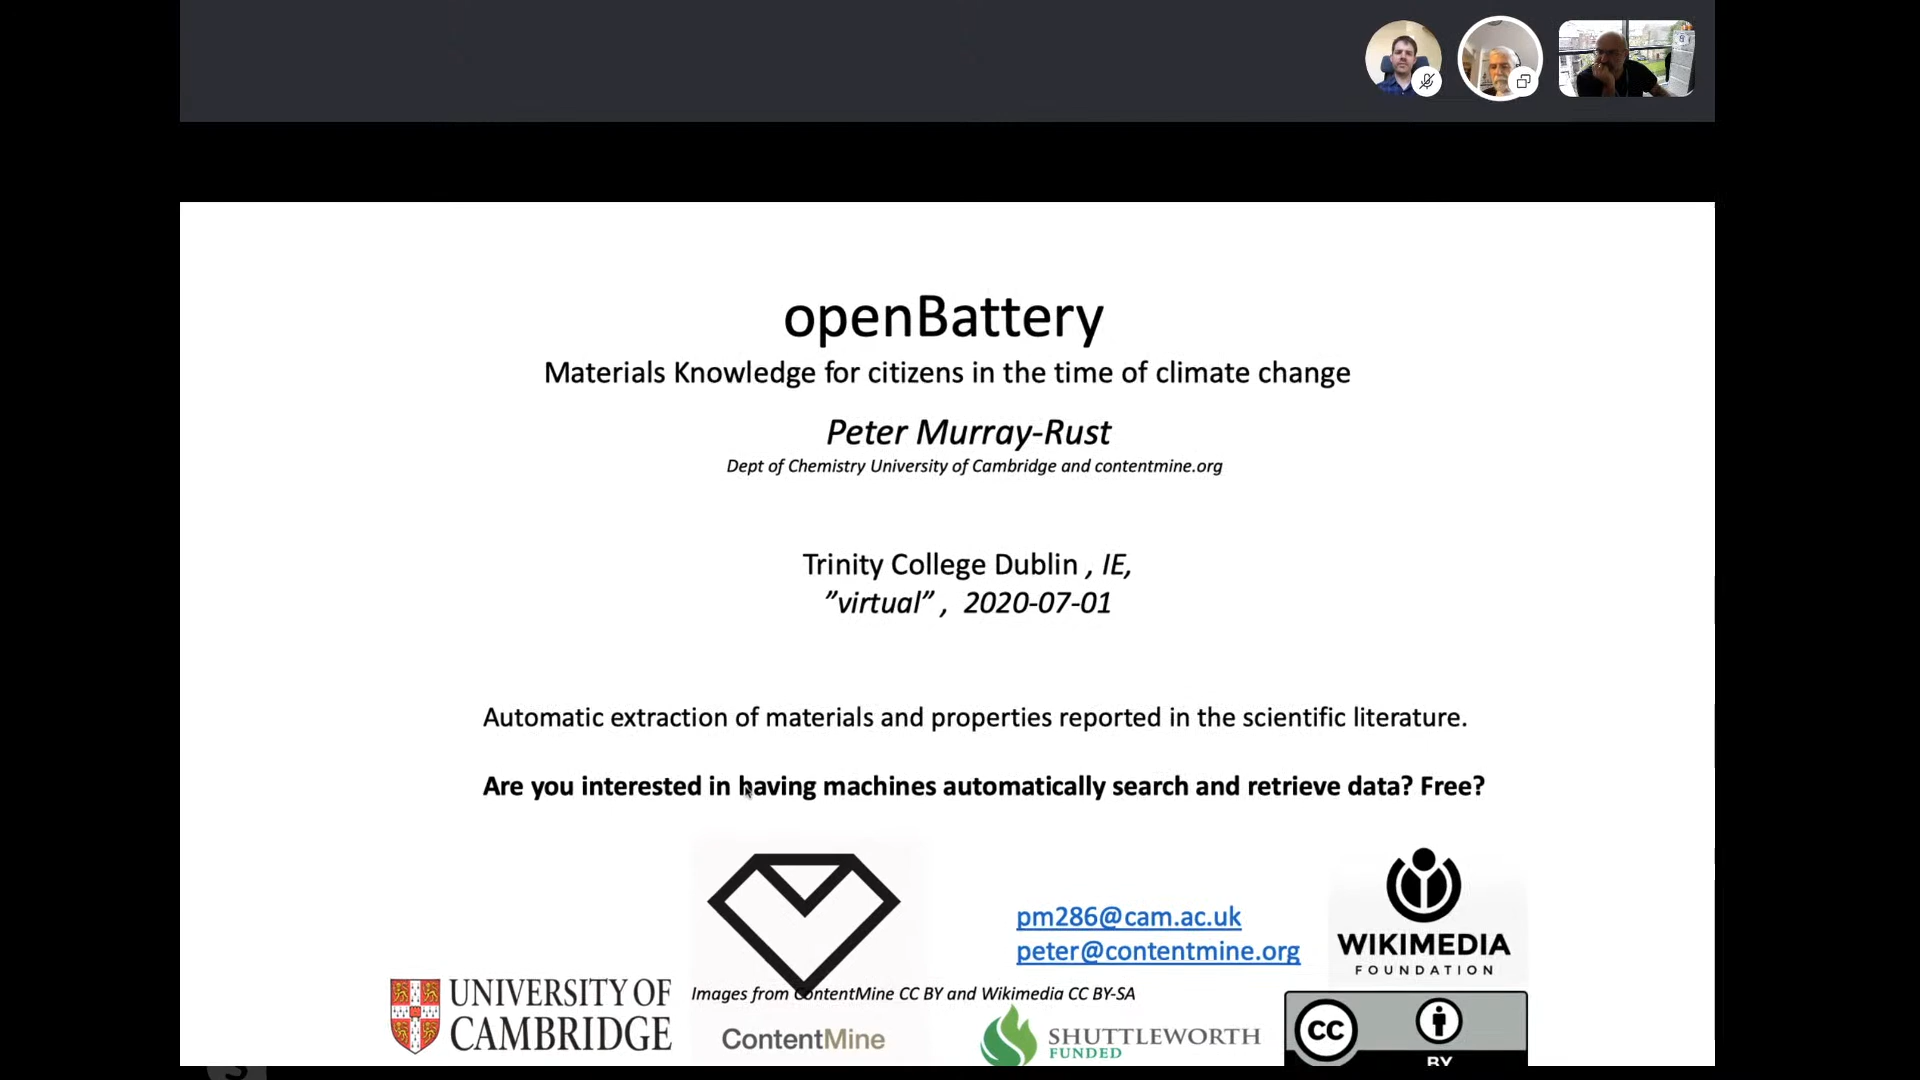 openBattery
Materials Knowledge for citizens in the time of climate change
Peter Murray-Rust
Dept of Chemistry University of Cambridge and contentmine.org
Trinity College Dublin , IE,
”virtual” , 2020-07-01
Automatic extraction of materials and properties reported in the scientific literature.
Are you interested in having machines automatically search and retrieve data? Free?
pm286@cam.ac.uk
peter@contentmine.org
WIKIMEDIA
FOUNDATION
UNIVERSITY OF
CAMBRIDGE
Images from ContentMine CC BY and Wikimedia CC BY-SA
ContentMine
SHUTTLEWORTH
FUNDED
CC
BY